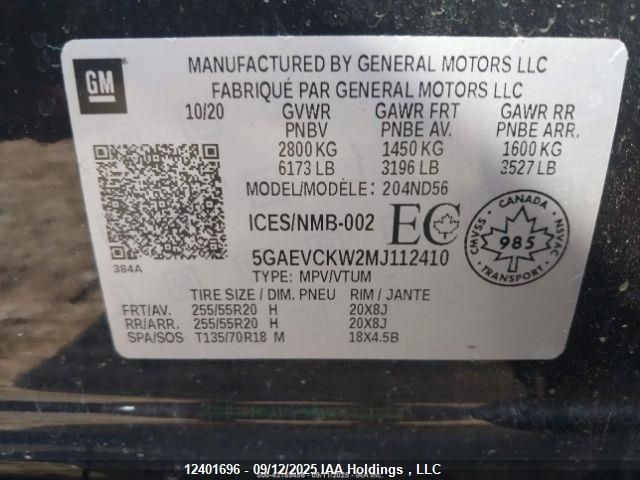 GM
MANUFACTURED BY GENERAL MOTORS LLC
FABRIQUÉ PAR GENERAL MOTORS LLC
10/20 GVWR GAWR FRT GAWR RR
PNBV PNBE AV. PNBE ARR.
2800 KG 1450 KG 1600 KG
6173 LB 3196 LB 3527 LB
MODEL/MODÈLE: 204ND56
ICES/NMB-002 EC
CANADA
CMVSS 985 NSVAC
TRANSPORT
384A
5GAEVCKW2MJ112410
TYPE: MPV/VTUM
TIRE SIZE / DIM. PNEU RIM / JANTE
FRT/AV. 255/55R20 H 20X8J
RR/ARR. 255/55R20 H 20X8J
SPA/SOS T135/70R18 M 18X4.5B
12401696 - 09/12/2025 IAA Holdings , LLC